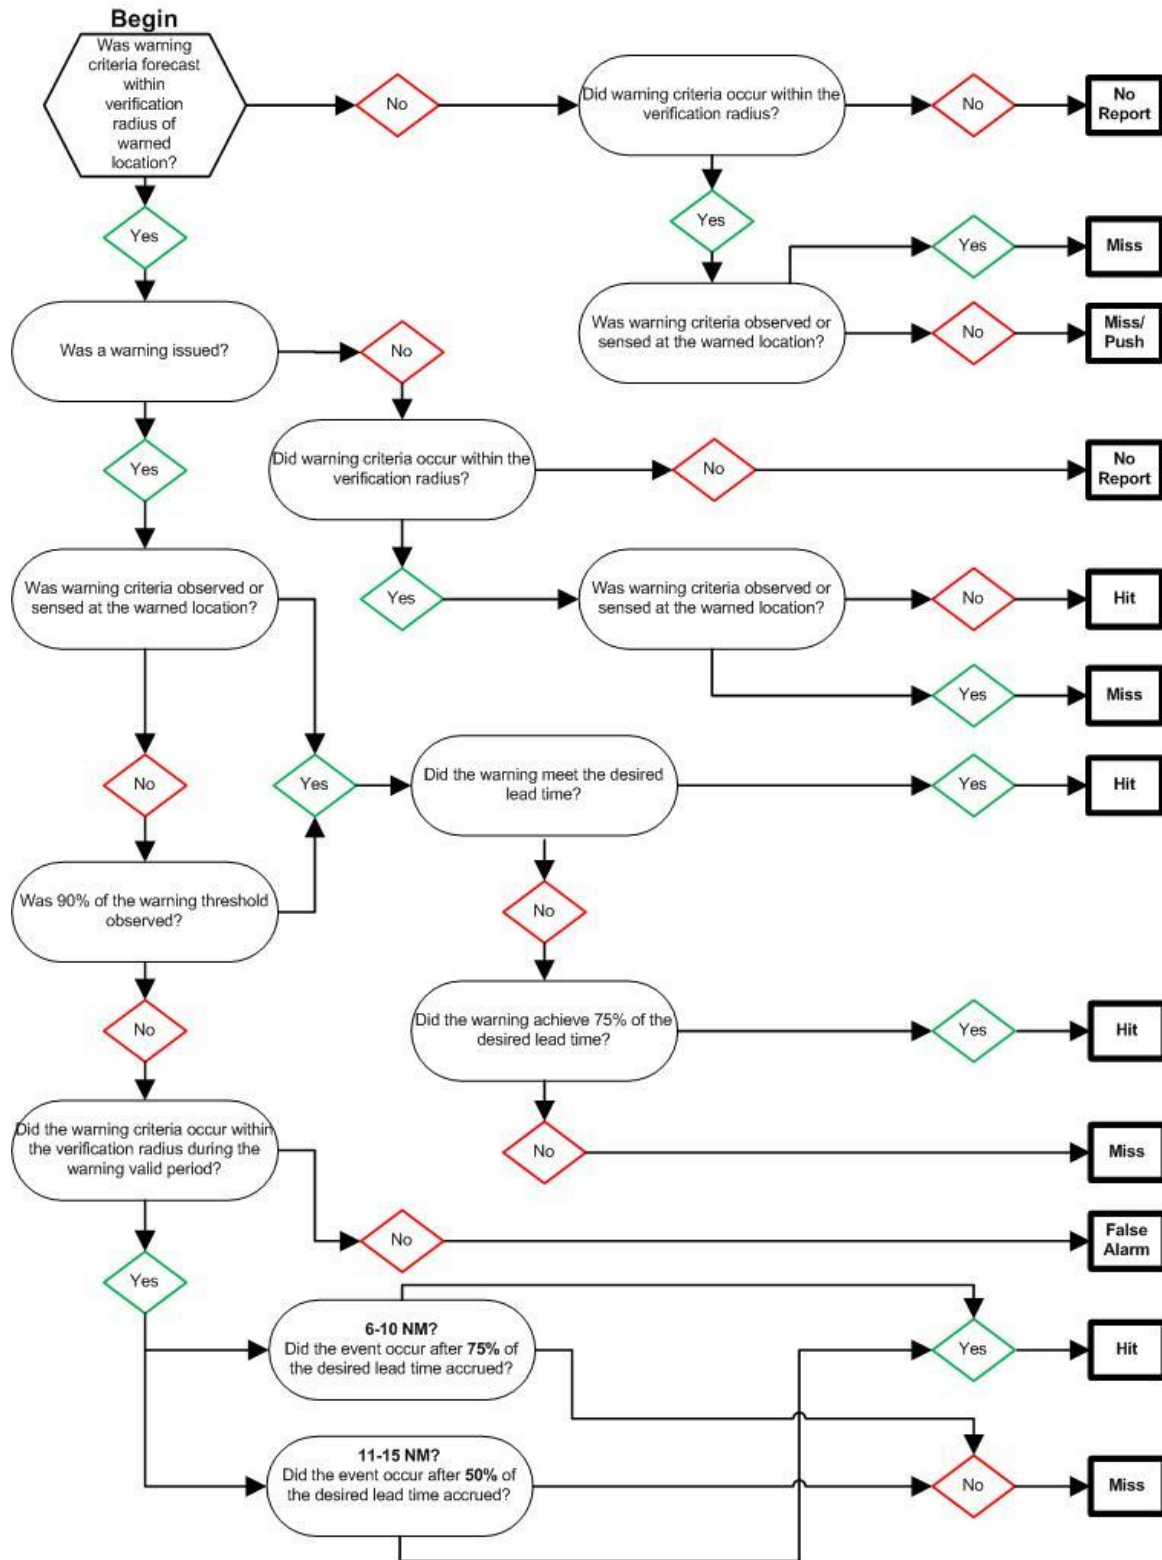 Begin
Was warning
criteria forecast
within
verification
radius of
warned
location?
No
Did warning criteria occur within the
verification radius?
No
No
Report
Yes
Yes
Yes
Miss
Was a warning issued?
No
Was warning criteria observed or
sensed at the warned location?
No
Miss/
Push
Yes
Did warning criteria occur within the
verification radius?
No
No
Report
Was warning criteria observed or
sensed at the warned location?
Yes
Was warning criteria observed or
sensed at the warned location?
No
Hit
Yes
Miss
No
Yes
Did the warning meet the desired
lead time?
Yes
Hit
Was 90% of the warning threshold
observed?
No
No
Did the warning achieve 75% of the
desired lead time?
Yes
Hit
Did the warning criteria occur within
the verification radius during the
warning valid period?
No
Miss
No
False
Alarm
Yes
6-10 NM?
Did the event occur after 75% of
the desired lead time accrued?
Yes
Hit
11-15 NM?
Did the event occur after 50% of
the desired lead time accrued?
No
Miss